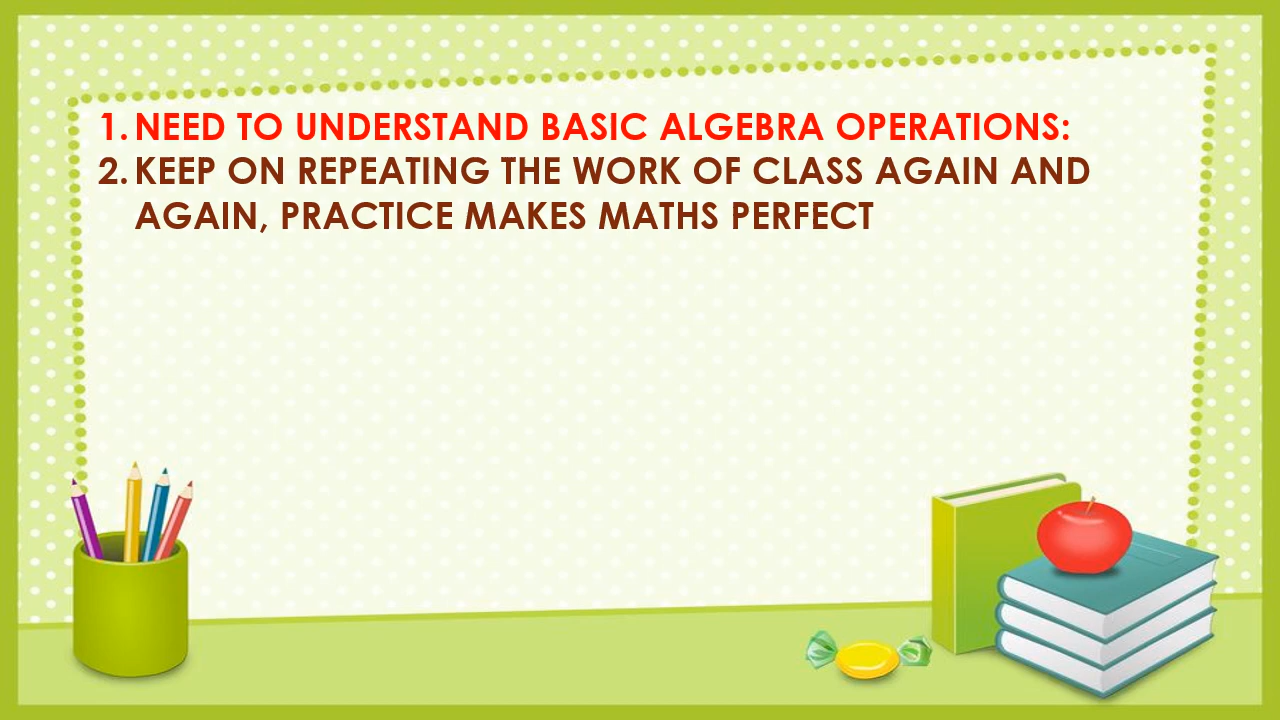 1. NEED TO UNDERSTAND BASIC ALGEBRA OPERATIONS:
2. KEEP ON REPEATING THE WORK OF CLASS AGAIN AND
AGAIN, PRACTICE MAKES MATHS PERFECT